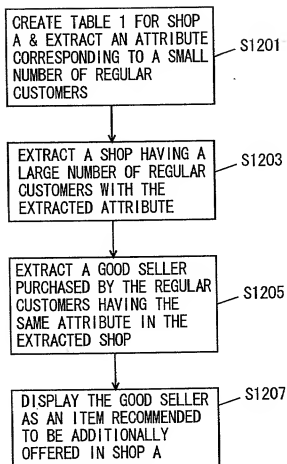 CREATE TABLE 1 FOR SHOP
A & EXTRACT AN ATTRIBUTE
CORRESPONDING TO A SMALL
NUMBER OF REGULAR
CUSTOMERS
S1201
EXTRACT A SHOP HAVING A
LARGE NUMBER OF REGULAR
CUSTOMERS WITH THE
EXTRACTED ATTRIBUTE
S1203
EXTRACT A GOOD SELLER
PURCHASED BY THE REGULAR
CUSTOMERS HAVING THE
SAME ATTRIBUTE IN THE
EXTRACTED SHOP
S1205
DISPLAY THE GOOD SELLER
AS AN ITEM RECOMMENDED
TO BE ADDITIONALLY
OFFERED IN SHOP A
S1207